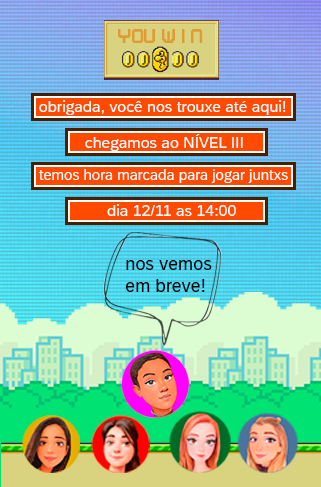 YOU WIN
obrigada, você nos trouxe até aqui!
chegamos ao NÍVEL III
temos hora marcada para jogar juntxs
dia 12/11 as 14:00
nos vemos
em breve!